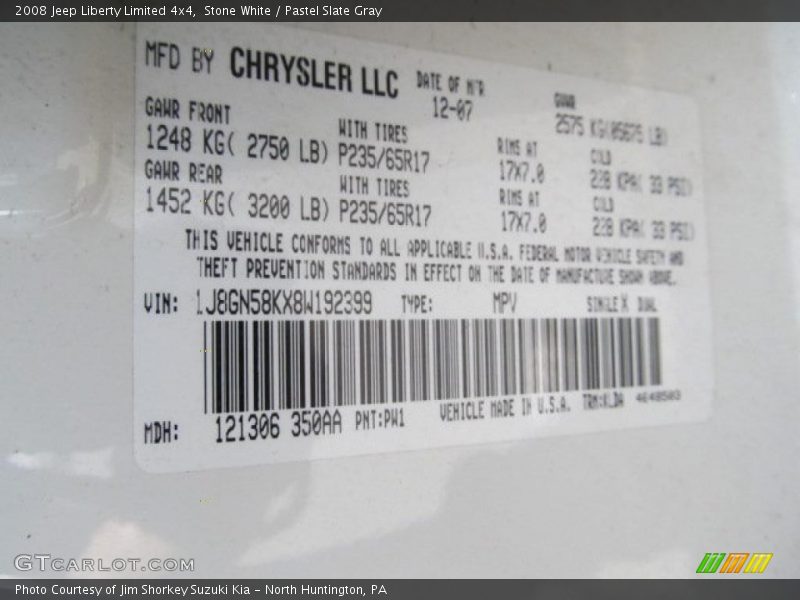 2008 Jeep Liberty Limited 4x4,  Stone White / Pastel Slate Gray
MFD BY CHRYSLER LLC DATE OF M'R GVWR
12-07 2575 KG(05675 LB)
GAWR FRONT WITH TIRES RIMS AT COLD
1248 KG( 2750 LB) P235/65R17 17X7.0 228 KPA( 33 PSI)
GAWR REAR WITH TIRES RIMS AT COLD
1452 KG( 3200 LB) P235/65R17 17X7.0 228 KPA( 33 PSI)
THIS VEHICLE CONFORMS TO ALL APPLICABLE U.S.A. FEDERAL MOTOR VEHICLE SAFETY AND
THEFT PREVENTION STANDARDS IN EFFECT ON THE DATE OF MANUFACTURE SHOWN ABOVE.
VIN: 1J8GN58KX8W192399 TYPE: MPV SINGLE X DUAL
MDH: 121306 350AA PNT:PW1 VEHICLE MADE IN U.S.A.
GTCARLOT.COM
Photo Courtesy of Jim Shorkey Suzuki Kia – North Huntington, PA